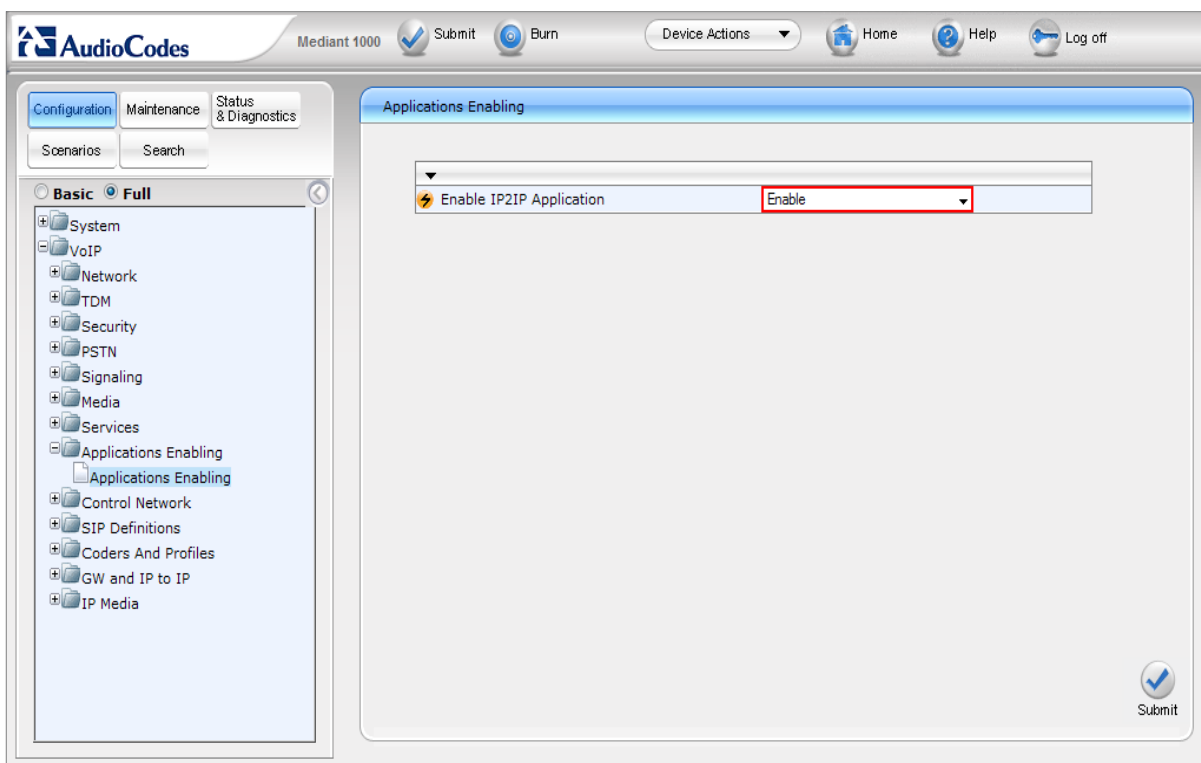 AudioCodes
Mediant 1000
Submit
Burn
Device Actions
Home
Help
Log off
Configuration
Maintenance
Status
& Diagnostics
Scenarios
Search
Basic
Full
System
VoIP
Network
TDM
Security
PSTN
Signaling
Media
Services
Applications Enabling
Applications Enabling
Control Network
SIP Definitions
Coders And Profiles
GW and IP to IP
IP Media
Applications Enabling
Enable IP2IP Application
Enable
Submit